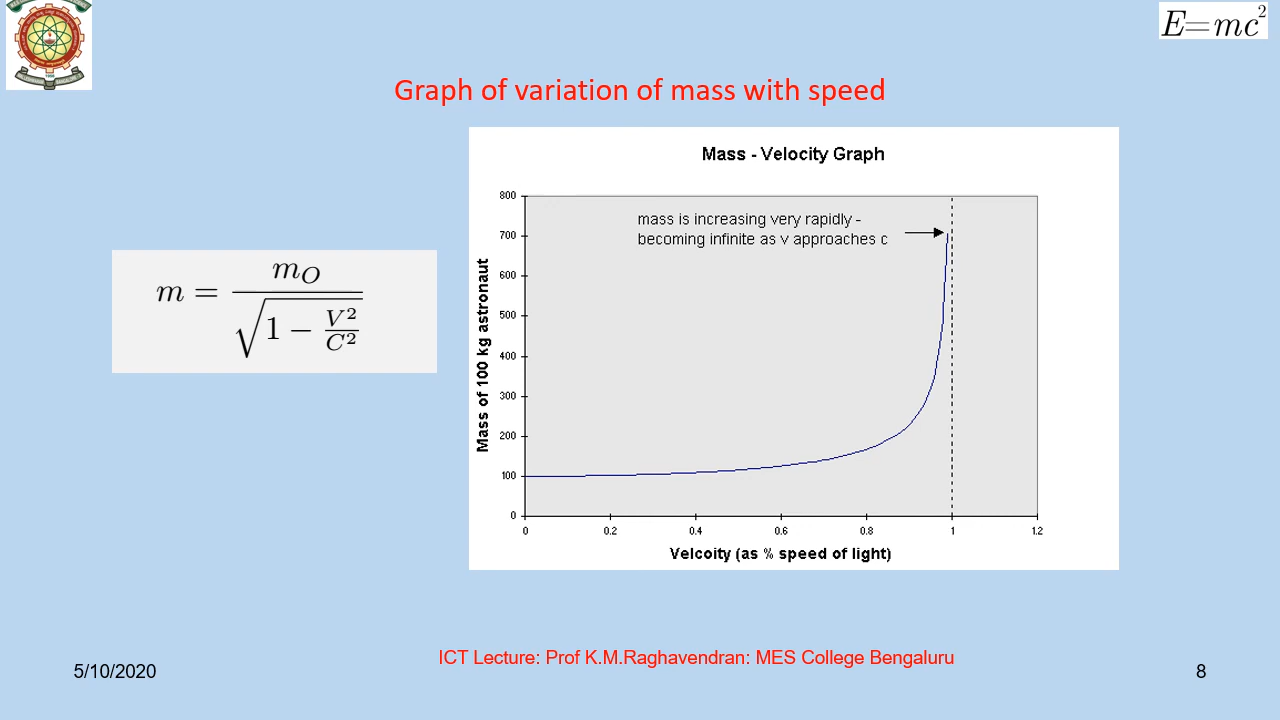 E=mc²
Graph of variation of mass with speed
Mass - Velocity Graph
m = m_O / √(1 − V²/C²)
mass is increasing very rapidly -
becoming infinite as v approaches c
Mass of 100 kg astronaut
800
700
600
500
400
300
200
100
0
0 0.2 0.4 0.6 0.8 1 1.2
Velcoity (as % speed of light)
ICT Lecture: Prof K.M.Raghavendran: MES College Bengaluru
5/10/2020
8